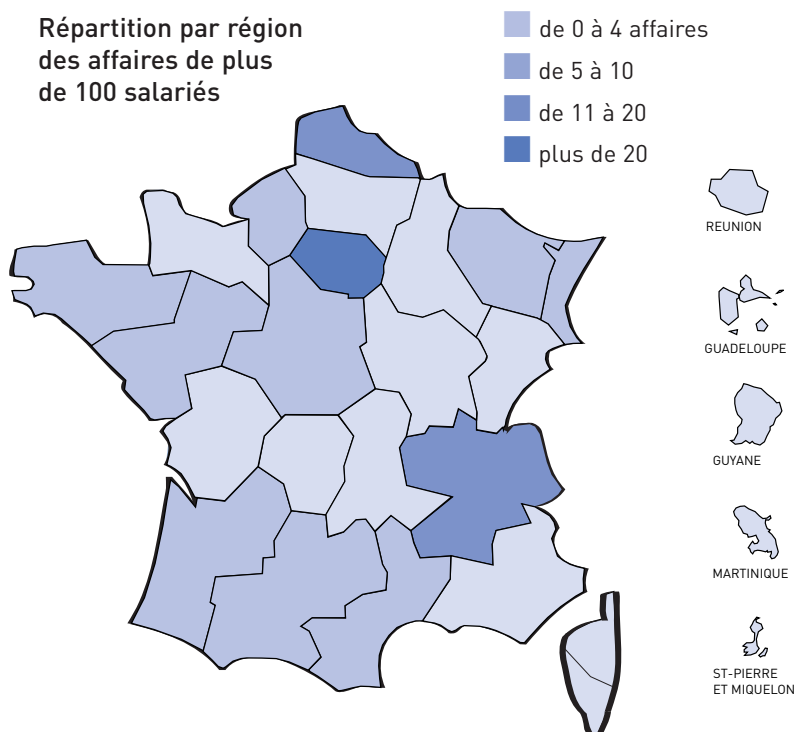 Répartition par région
des affaires de plus
de 100 salariés
de 0 à 4 affaires
de 5 à 10
de 11 à 20
plus de 20
REUNION
GUADELOUPE
GUYANE
MARTINIQUE
ST-PIERRE
ET MIQUELON